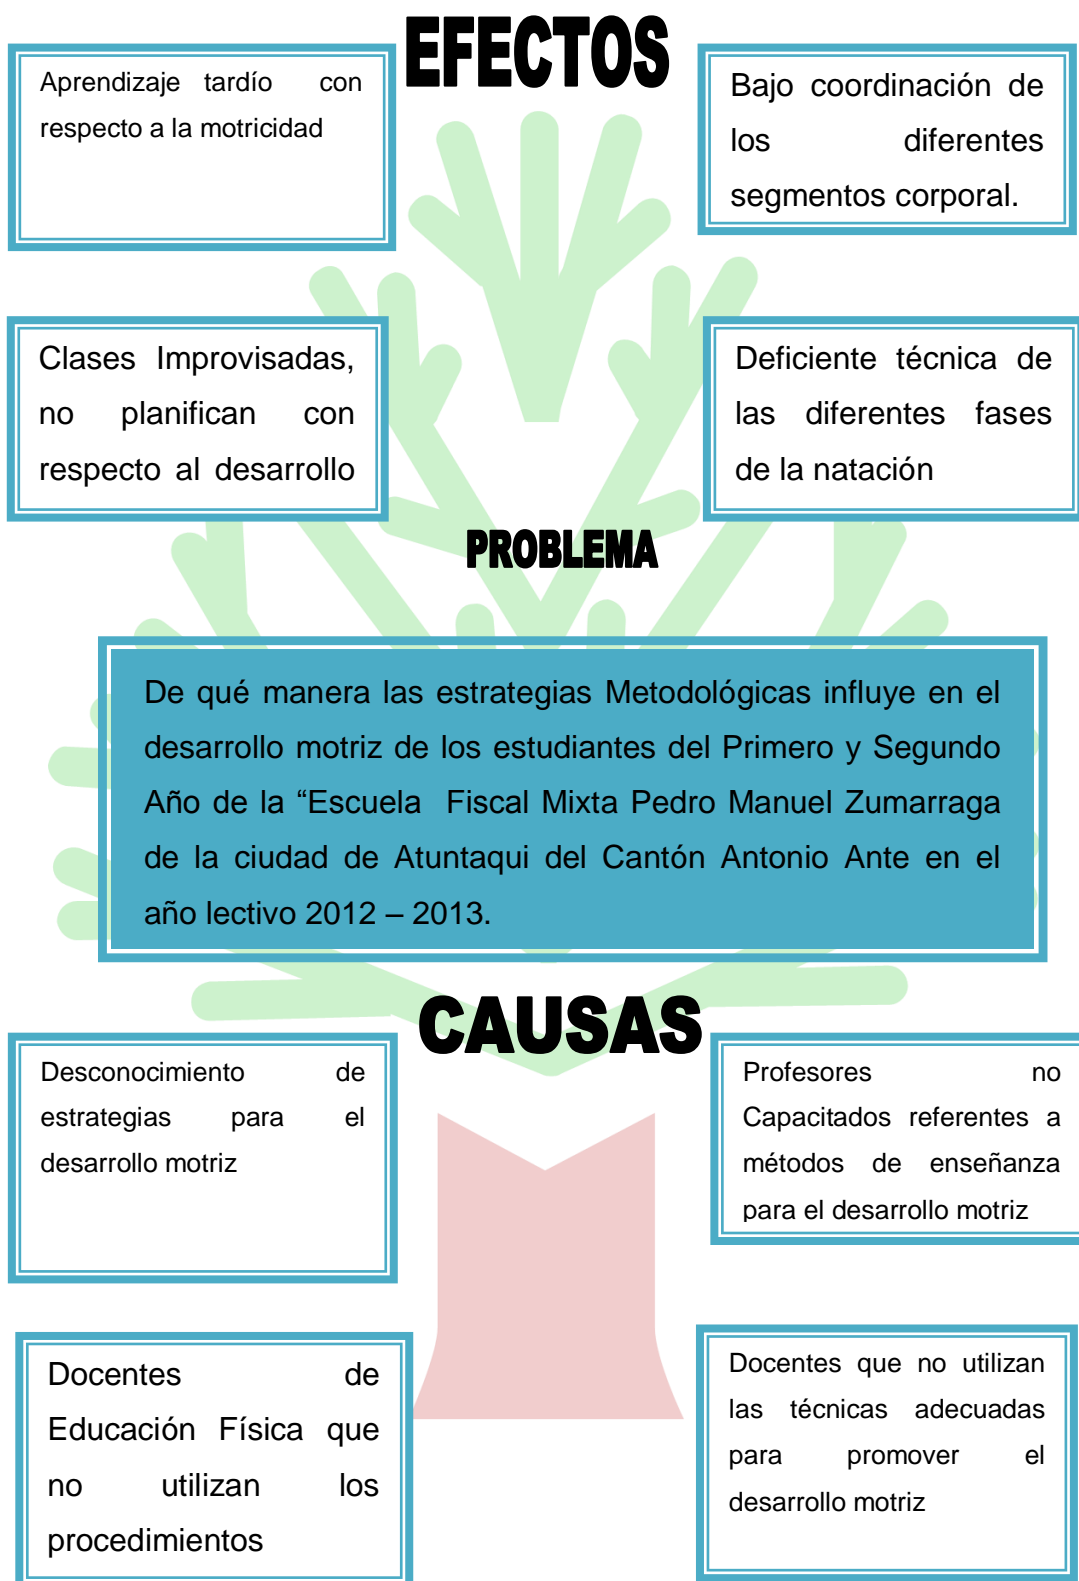 EFECTOS
Aprendizaje tardío con
respecto a la motricidad
Bajo coordinación de
los diferentes
segmentos corporal.
Clases Improvisadas,
no planifican con
respecto al desarrollo
Deficiente técnica de
las diferentes fases
de la natación
PROBLEMA
De qué manera las estrategias Metodológicas influye en el
desarrollo motriz de los estudiantes del Primero y Segundo
Año de la “Escuela Fiscal Mixta Pedro Manuel Zumarraga
de la ciudad de Atuntaqui del Cantón Antonio Ante en el
año lectivo 2012 – 2013.
CAUSAS
Desconocimiento de
estrategias para el
desarrollo motriz
Profesores no
Capacitados referentes a
métodos de enseñanza
para el desarrollo motriz
Docentes de
Educación Física que
no utilizan los
procedimientos
Docentes que no utilizan
las técnicas adecuadas
para promover el
desarrollo motriz